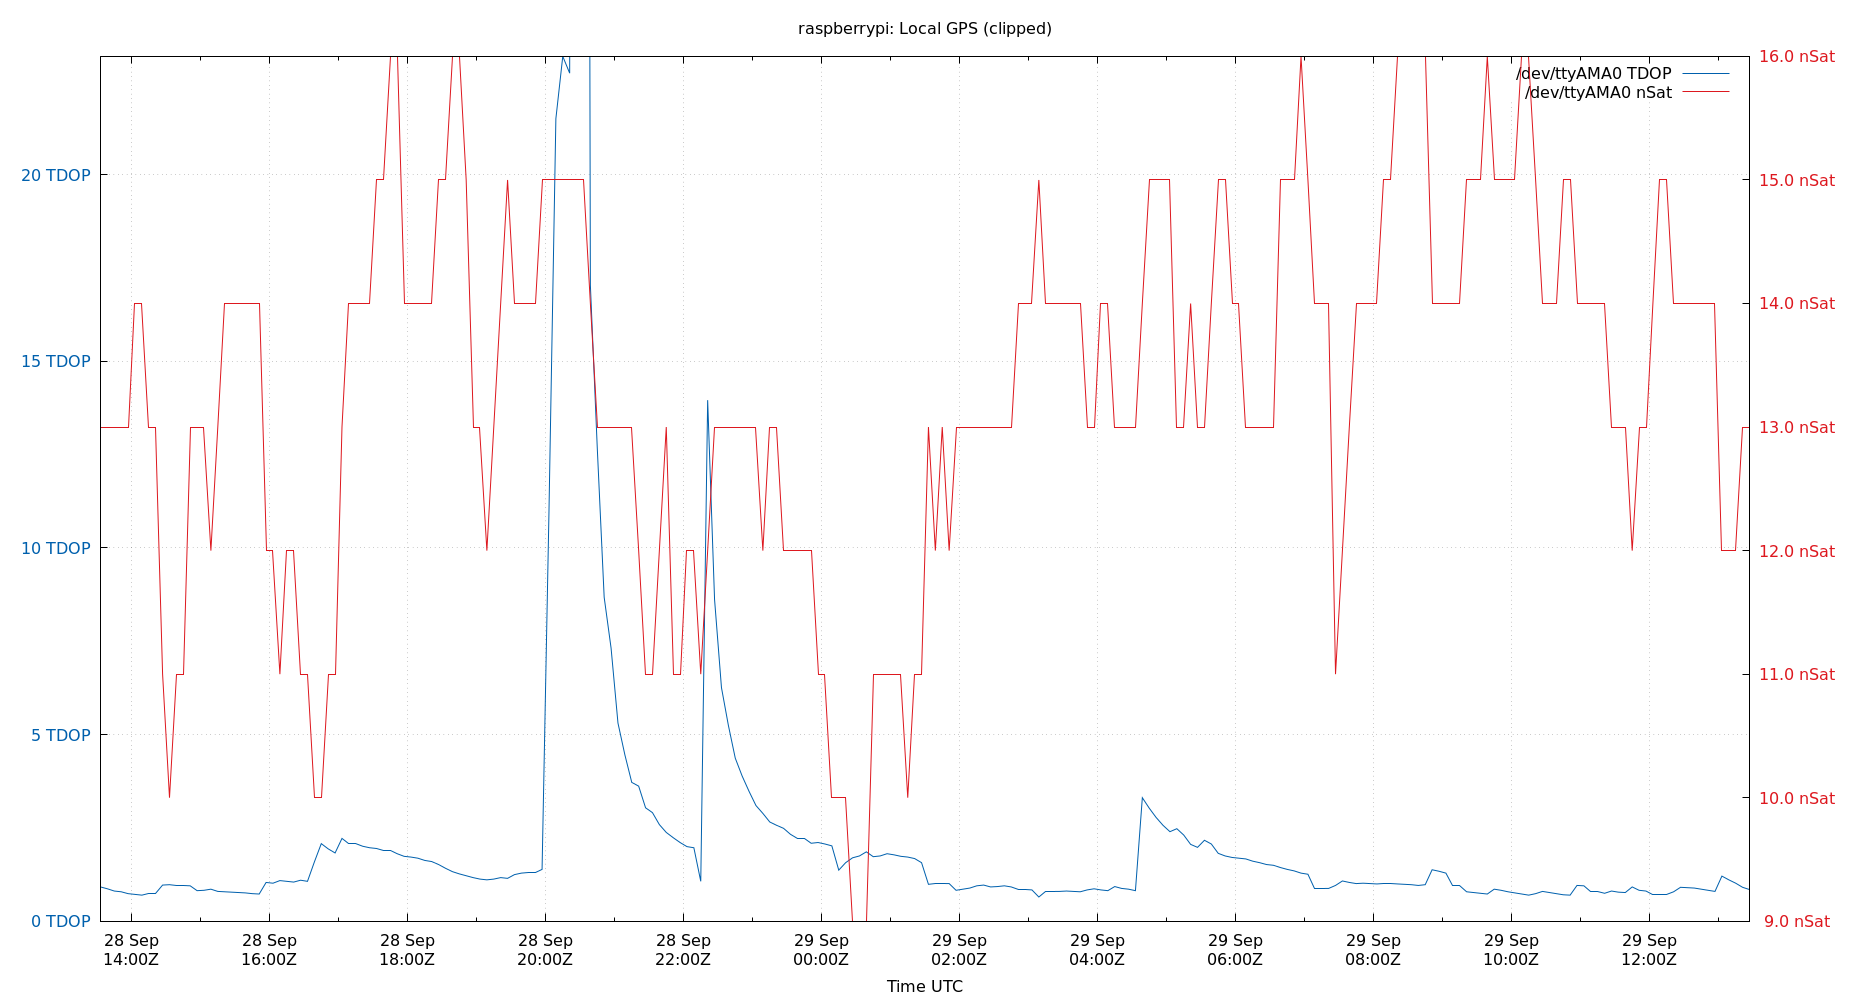 raspberrypi: Local GPS (clipped)
16.0 nSat
/dev/ttyAMA0 TDOP
/dev/ttyAMA0 nSat
20 TDOP
15.0 nSat
14.0 nSat
15 TDOP
13.0 nSat
10 TDOP
12.0 nSat
11.0 nSat
5 TDOP
10.0 nSat
0 TDOP
9.0 nSat
28 Sep 28 Sep 28 Sep 28 Sep 28 Sep 29 Sep 29 Sep 29 Sep 29 Sep 29 Sep 29 Sep 29 Sep
14:00Z 16:00Z 18:00Z 20:00Z 22:00Z 00:00Z 02:00Z 04:00Z 06:00Z 08:00Z 10:00Z 12:00Z
Time UTC